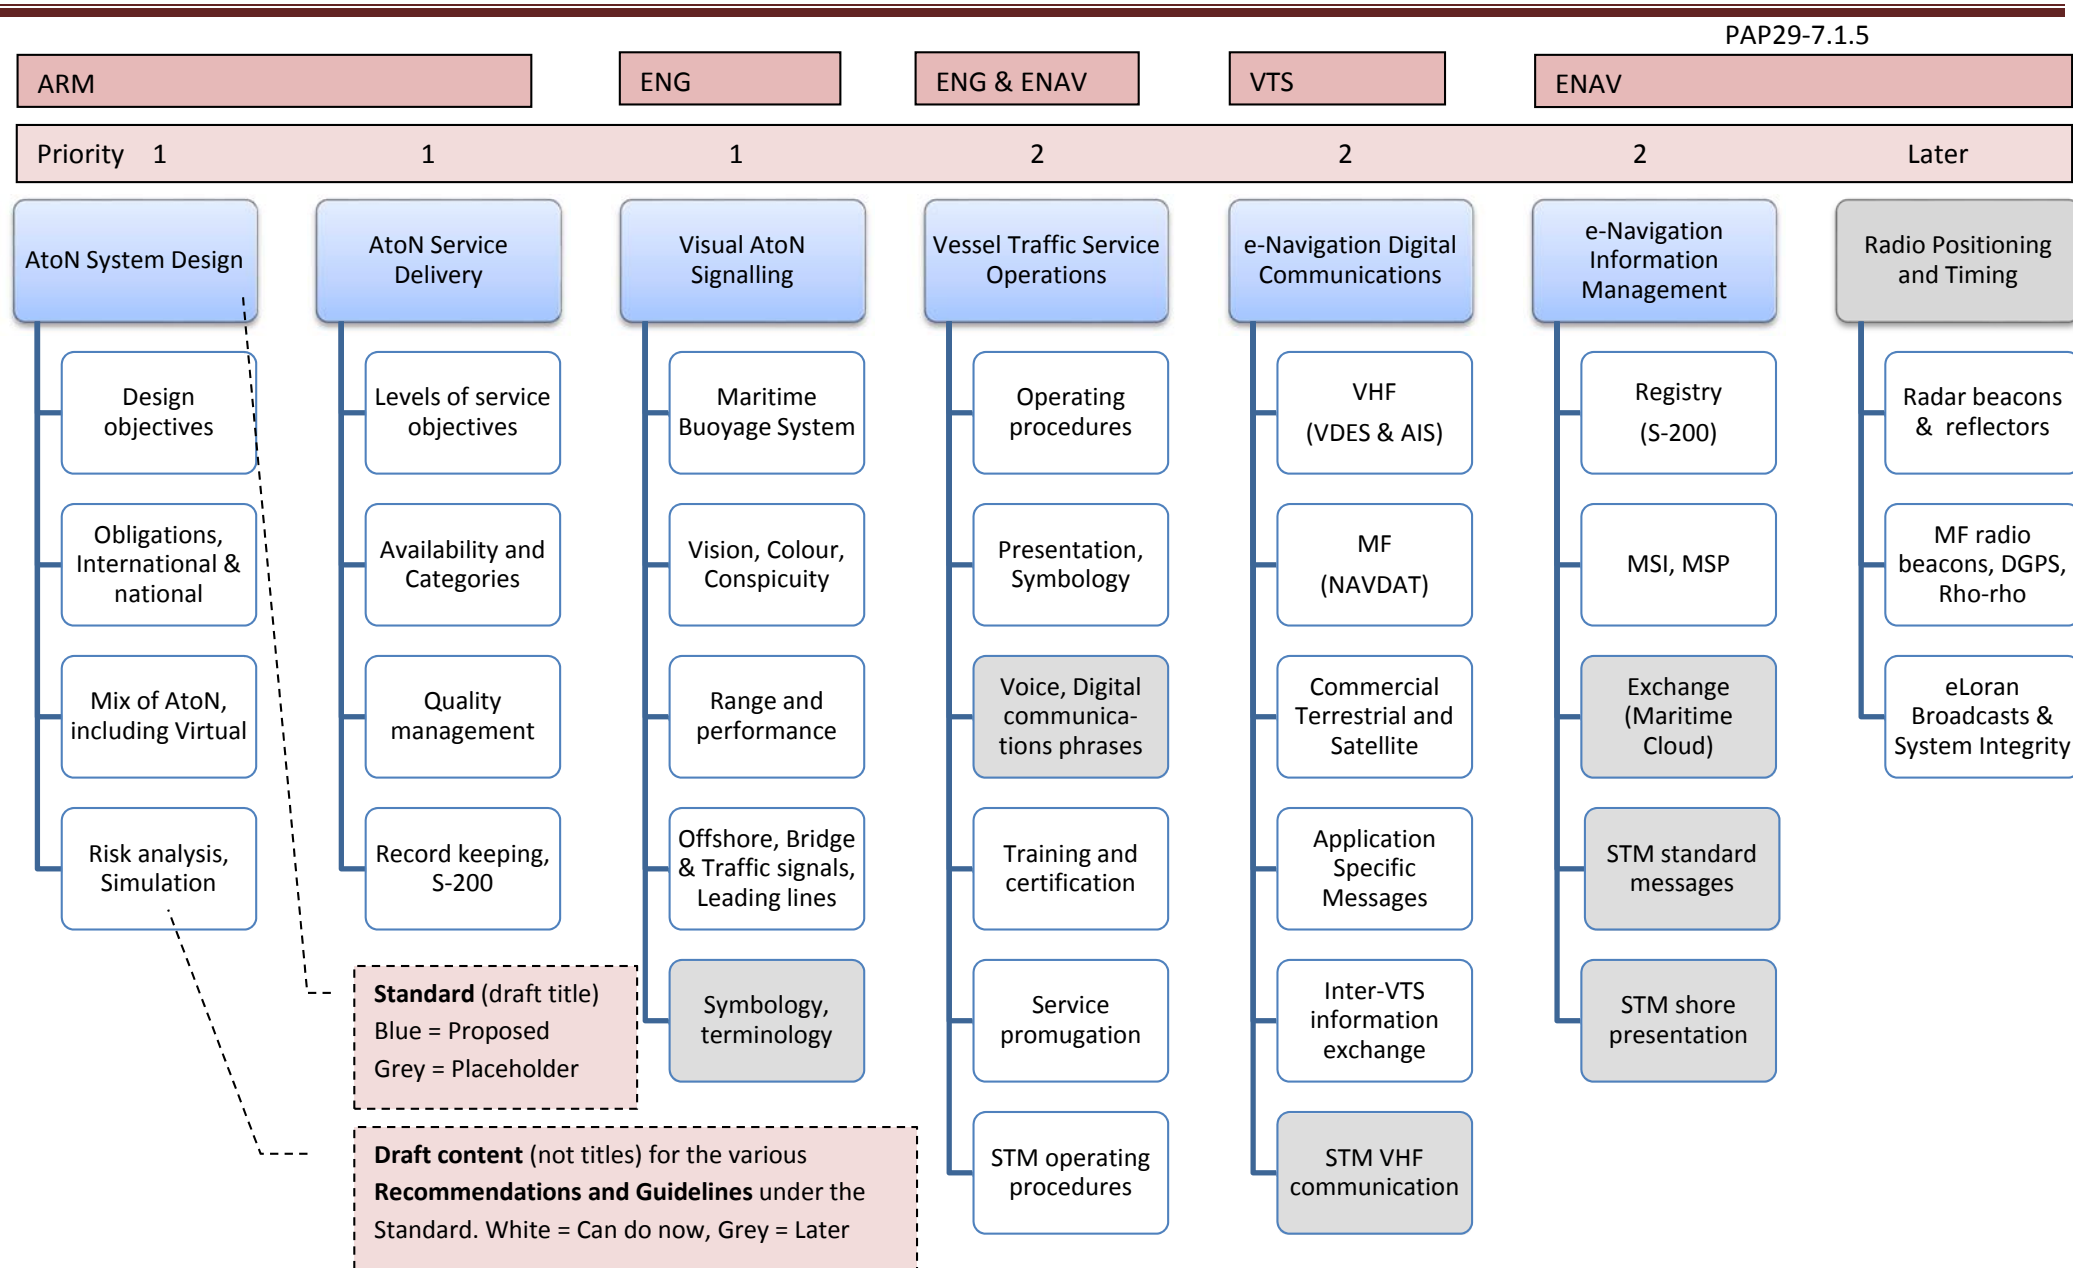 PAP29-7.1.5
ARM
ENG
ENG & ENAV
VTS
ENAV
Priority 1 1 1 2 2 2 Later
AtoN System Design
Design
objectives
Obligations,
International &
national
Mix of AtoN,
including Virtual
Risk analysis,
Simulation
AtoN Service
Delivery
Levels of service
objectives
Availability and
Categories
Quality
management
Record keeping,
S-200
Visual AtoN
Signalling
Maritime
Buoyage System
Vision, Colour,
Conspicuity
Range and
performance
Offshore, Bridge
& Traffic signals,
Leading lines
Symbology,
terminology
Vessel Traffic Service
Operations
Operating
procedures
Presentation,
Symbology
Voice, Digital
communica-
tions phrases
Training and
certification
Service
promugation
STM operating
procedures
e-Navigation Digital
Communications
VHF
(VDES & AIS)
MF
(NAVDAT)
Commercial
Terrestrial and
Satellite
Application
Specific
Messages
Inter-VTS
information
exchange
STM VHF
communication
e-Navigation
Information
Management
Registry
(S-200)
MSI, MSP
Exchange
(Maritime
Cloud)
STM standard
messages
STM shore
presentation
Radio Positioning
and Timing
Radar beacons
& reflectors
MF radio
beacons, DGPS,
Rho-rho
eLoran
Broadcasts &
System Integrity
Standard (draft title)
Blue = Proposed
Grey = Placeholder
Draft content (not titles) for the various
Recommendations and Guidelines under the
Standard. White = Can do now, Grey = Later